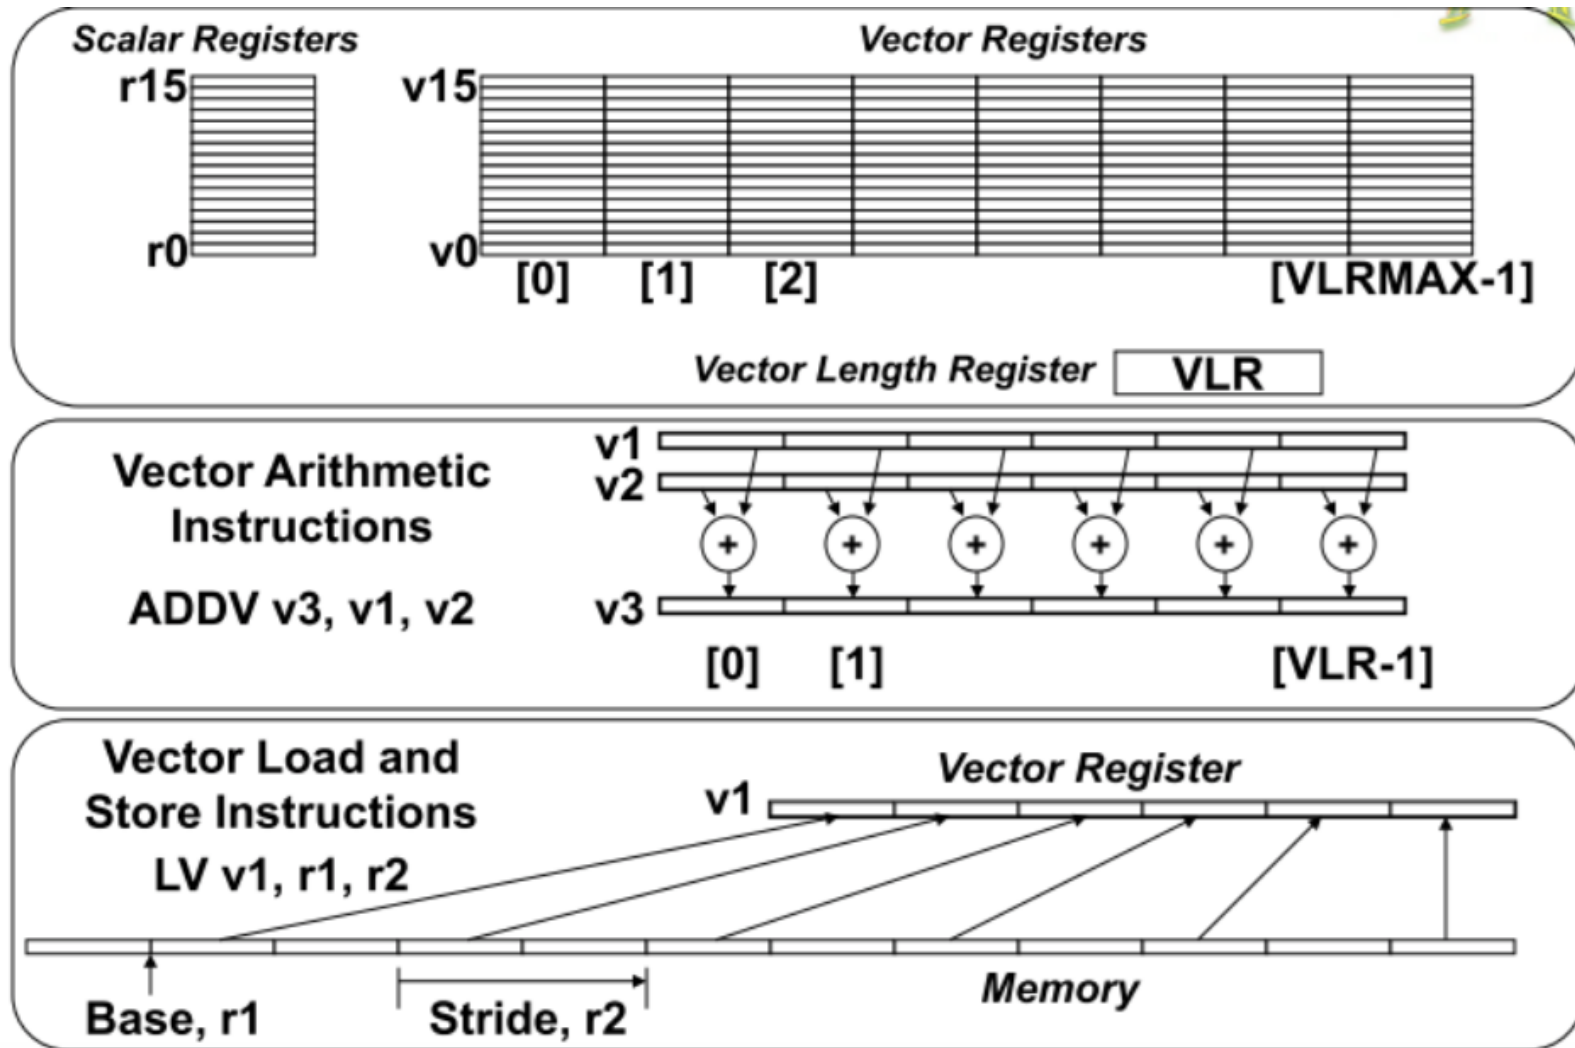 Scalar Registers
Vector Registers
r15
v15
r0
v0
[0]
[1]
[2]
[VLRMAX-1]
Vector Length Register
VLR
Vector Arithmetic
Instructions
ADDV v3, v1, v2
v1
v2
+ + + + + +
v3
[0]
[1]
[VLR-1]
Vector Load and
Store Instructions
LV v1, r1, r2
Vector Register
v1
Base, r1
Stride, r2
Memory